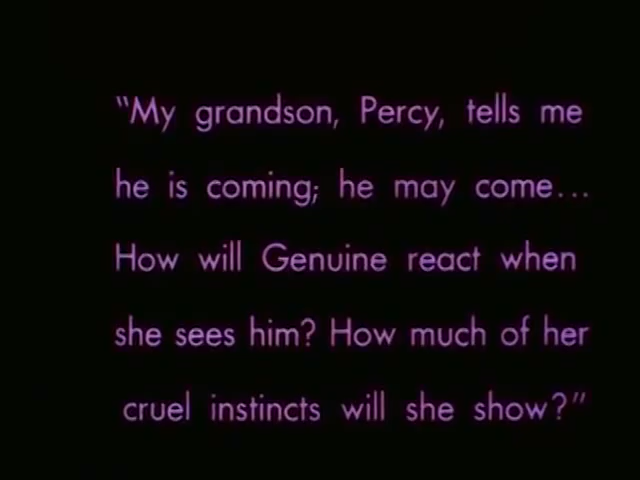 "My grandson, Percy, tells me
he is coming; he may come...
How will Genuine react when
she sees him? How much of her
cruel instincts will she show?"